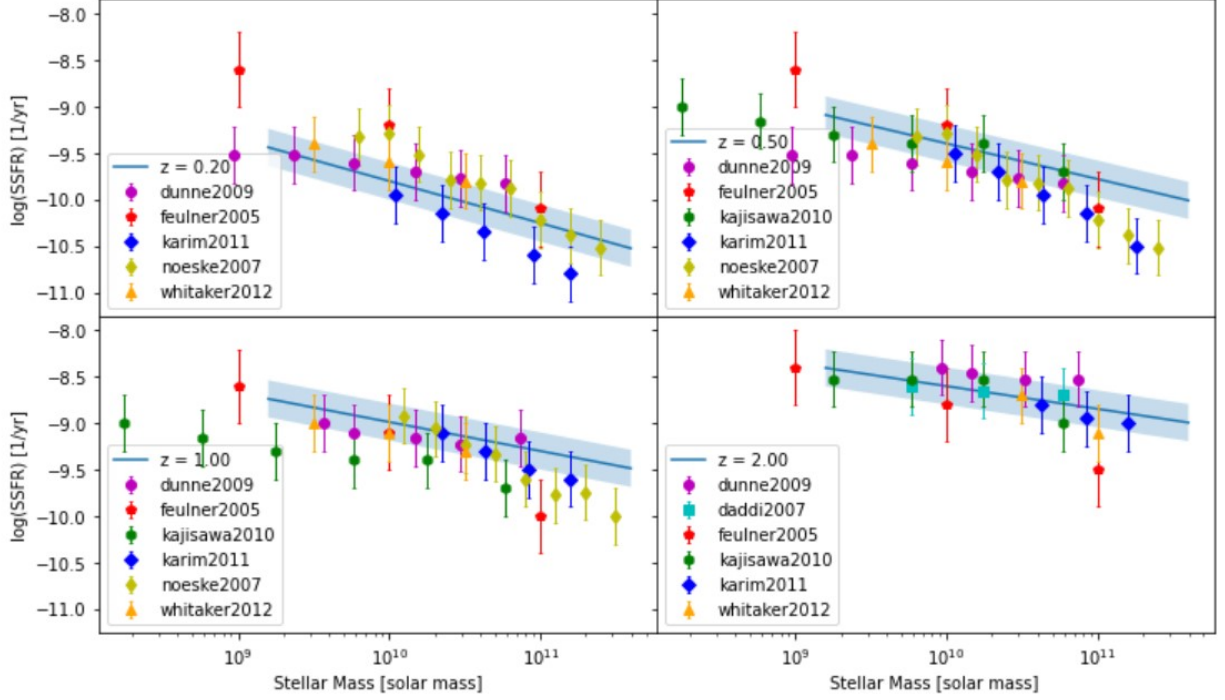 −8.0
−8.5
−9.0
−9.5
−10.0
−10.5
−11.0
log(SSFR) [1/yr]
z = 0.20
dunne2009
feulner2005
karim2011
noeske2007
whitaker2012
z = 0.50
dunne2009
feulner2005
kajisawa2010
karim2011
noeske2007
whitaker2012
−8.0
−8.5
−9.0
−9.5
−10.0
−10.5
−11.0
log(SSFR) [1/yr]
z = 1.00
dunne2009
feulner2005
kajisawa2010
karim2011
noeske2007
whitaker2012
z = 2.00
dunne2009
daddi2007
feulner2005
kajisawa2010
karim2011
whitaker2012
10⁹ 10¹⁰ 10¹¹
Stellar Mass [solar mass]
10⁹ 10¹⁰ 10¹¹
Stellar Mass [solar mass]